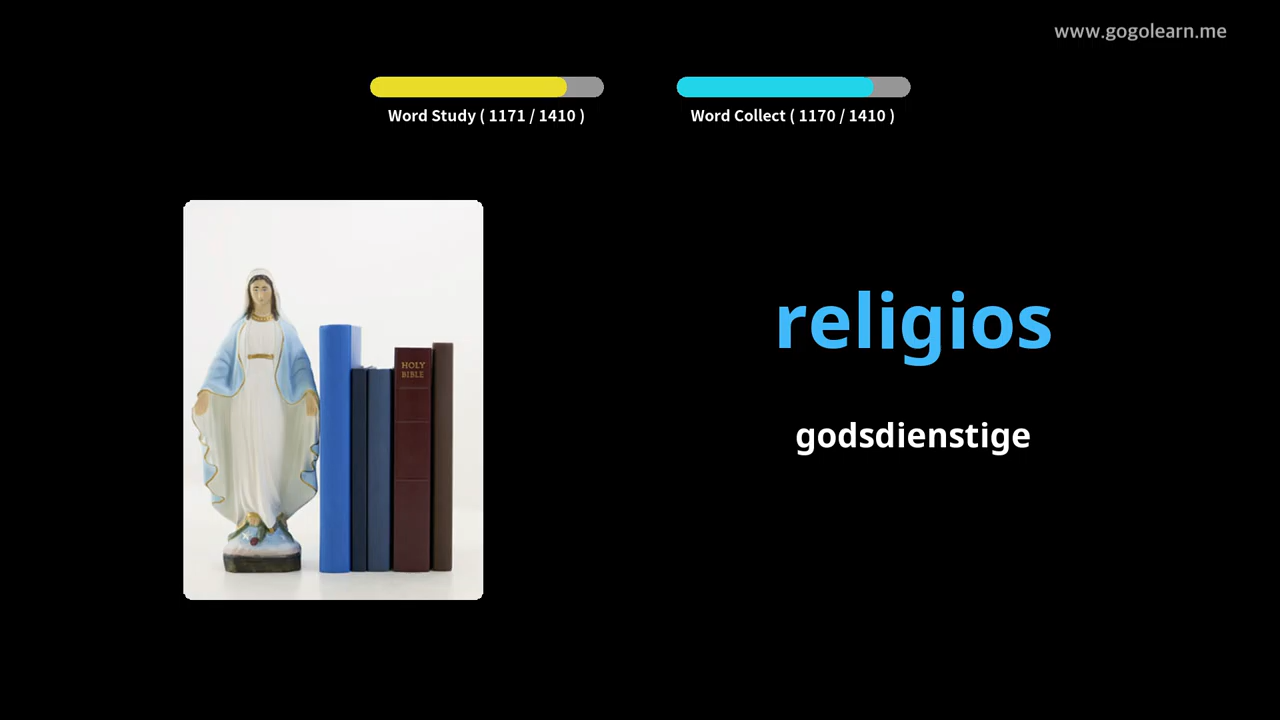 www.gogolearn.me
Word Study ( 1171 / 1410 )
Word Collect ( 1170 / 1410 )
HOLY
BIBLE
religios
godsdienstige